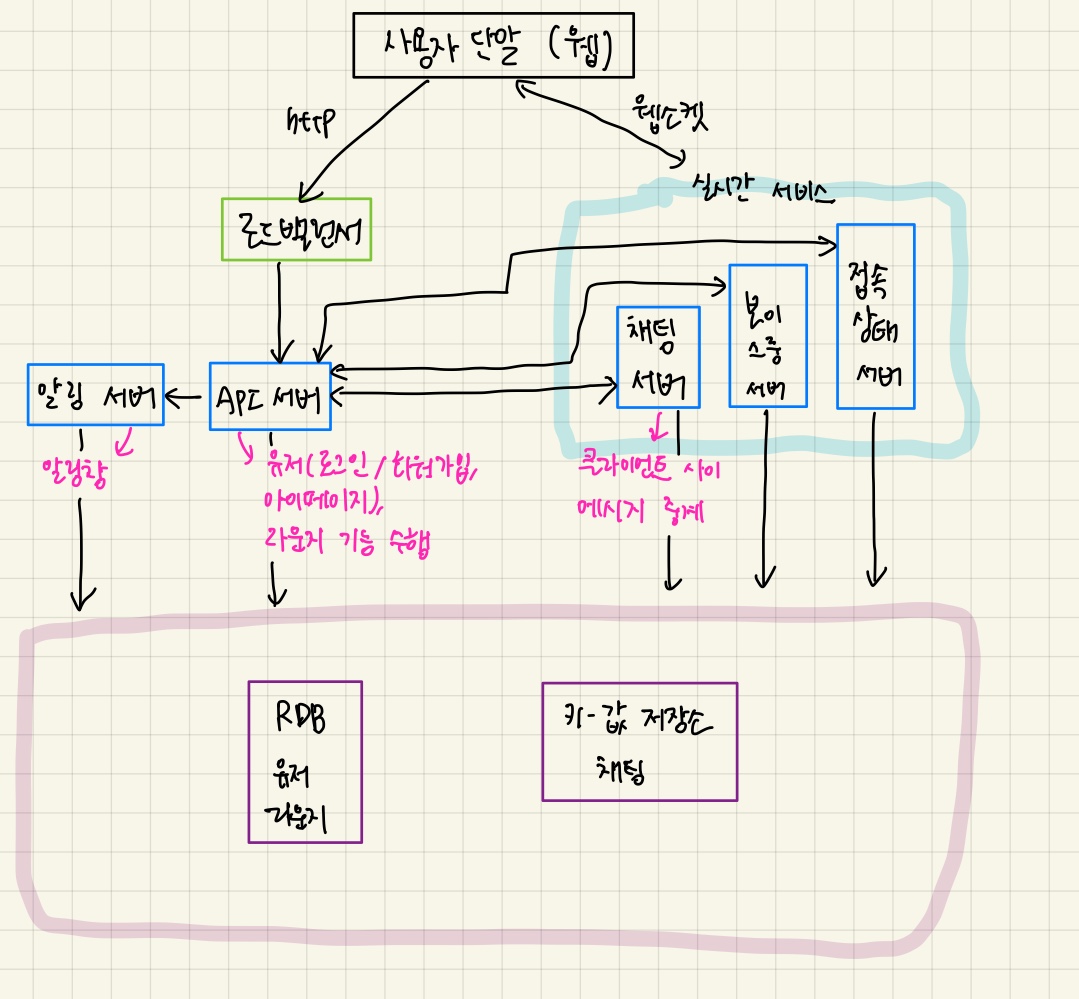 사용자 단말 (웹)
http
웹소켓
실시간 서비스
로드밸런서
접속
상태
서버
보이
스룸
서버
채팅
서버
알림 서버
API 서버
알림창
유저(로그인/회원가입,
마이페이지),
라운지 기능 수행
클라이언트 사이
메시지 중계
RDB
유저
라운지
키-값 저장소
채팅